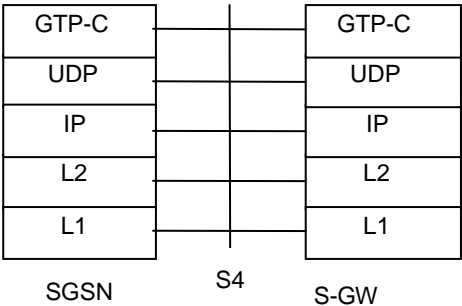 GTP-C GTP-C
UDP UDP
IP IP
L2 L2
L1 L1
SGSN S4 S-GW